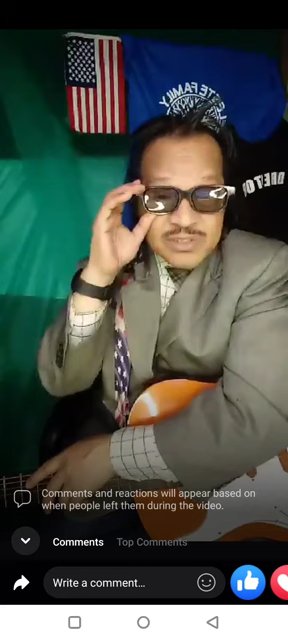 Comments and reactions will appear based on
when people left them during the video.
Comments
Top Comments
Write a comment...